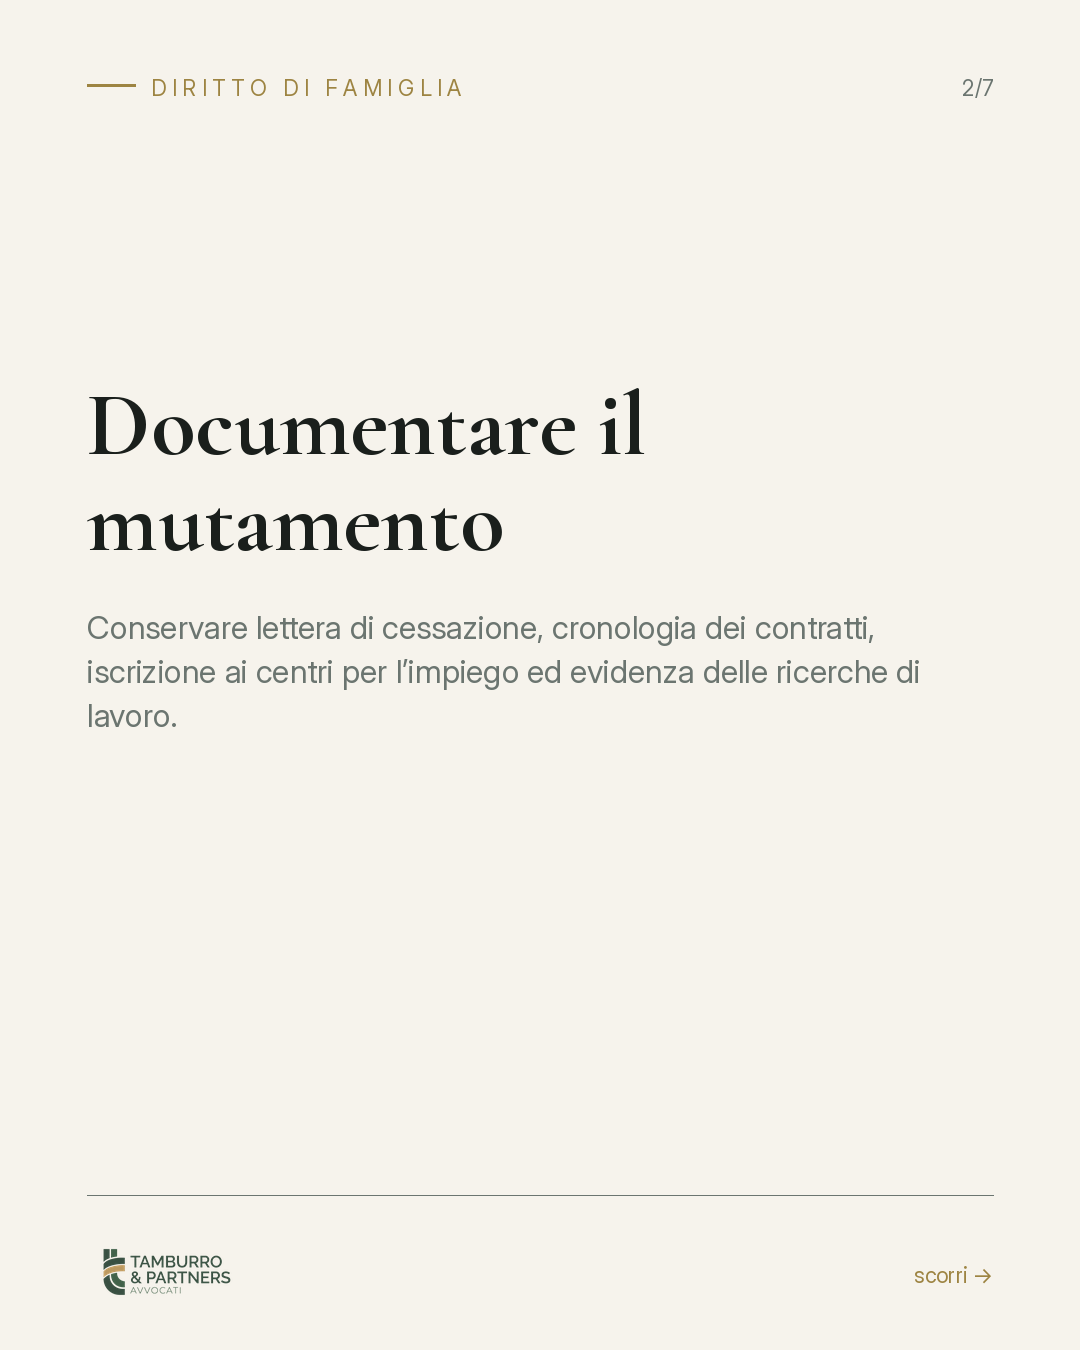 DIRITTO DI FAMIGLIA
2/7
Documentare il
mutamento
Conservare lettera di cessazione, cronologia dei contratti,
iscrizione ai centri per l’impiego ed evidenza delle ricerche di
lavoro.
TAMBURRO
& PARTNERS
AVVOCATI
scorri →